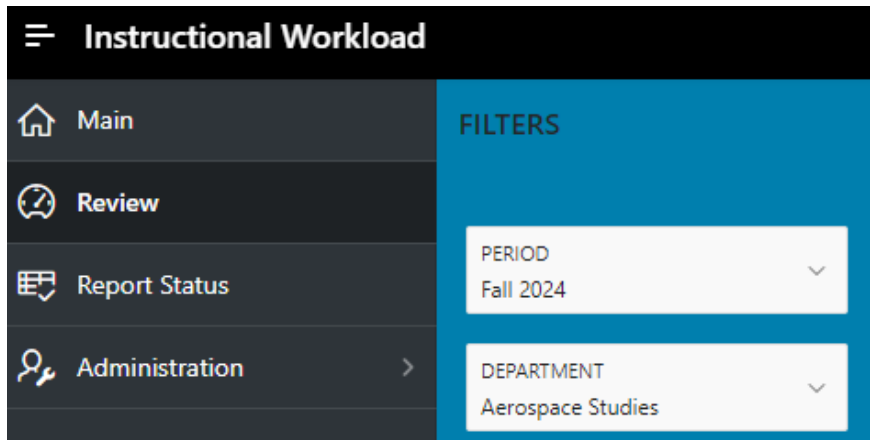 Instructional Workload
Main
Review
Report Status
Administration
FILTERS
PERIOD
Fall 2024
DEPARTMENT
Aerospace Studies